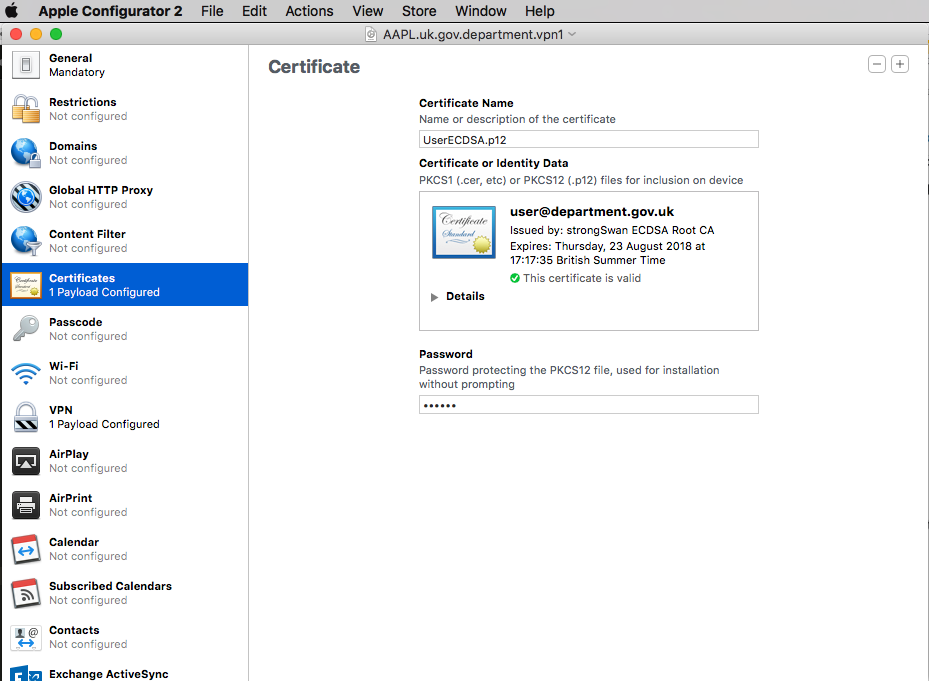 Apple Configurator 2 File Edit Actions View Store Window Help
AAPL.uk.gov.department.vpn1
General
Mandatory
Restrictions
Not configured
Domains
Not configured
Global HTTP Proxy
Not configured
Content Filter
Not configured
Certificates
1 Payload Configured
Passcode
Not configured
Wi-Fi
Not configured
VPN
1 Payload Configured
AirPlay
Not configured
AirPrint
Not configured
Calendar
Not configured
Subscribed Calendars
Not configured
Contacts
Not configured
Exchange ActiveSync
Certificate
Certificate Name
Name or description of the certificate
UserECDSA.p12
Certificate or Identity Data
PKCS1 (.cer, etc) or PKCS12 (.p12) files for inclusion on device
Certificate
Standard
user@department.gov.uk
Issued by: strongSwan ECDSA Root CA
Expires: Thursday, 23 August 2018 at
17:17:35 British Summer Time
This certificate is valid
Details
Password
Password protecting the PKCS12 file, used for installation
without prompting
••••••